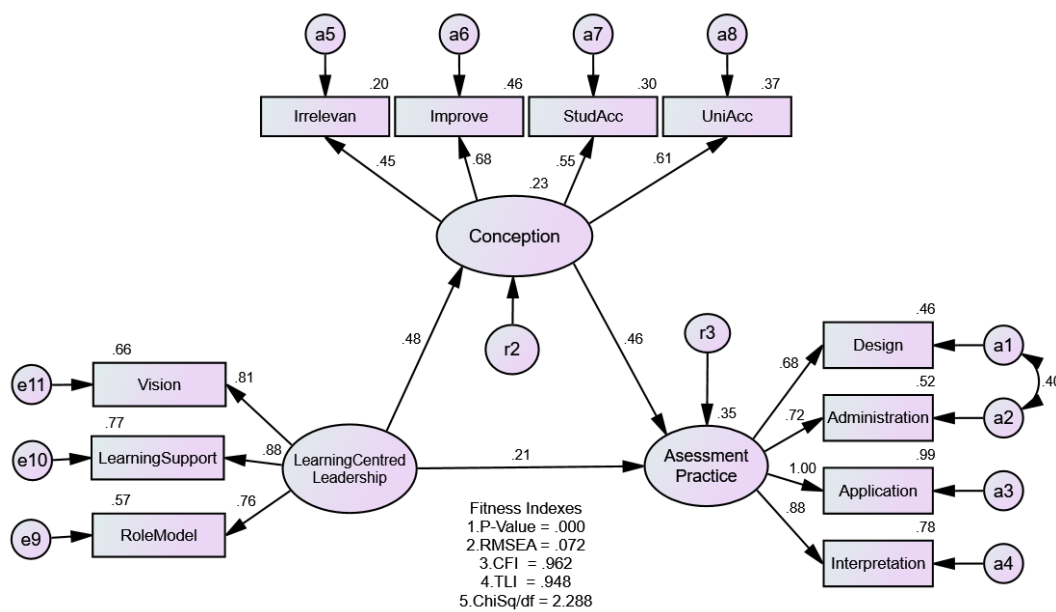 a5 a6 a7 a8
.20 .46 .30 .37
Irrelevan Improve StudAcc UniAcc
.45 .68 .55 .61
.23
Conception
r2
r3
.48
.46
.66
e11 Vision .81
.77
e10 LearningSupport .88
.57
e9 RoleModel .76
LearningCentred
Leadership
.21
.35
Asessment
Practice
.46
.68 Design a1
.40
.52
.72 Administration a2
.99
1.00 Application a3
.78
.88 Interpretation a4
Fitness Indexes
1.P-Value = .000
2.RMSEA = .072
3.CFI = .962
4.TLI = .948
5.ChiSq/df = 2.288